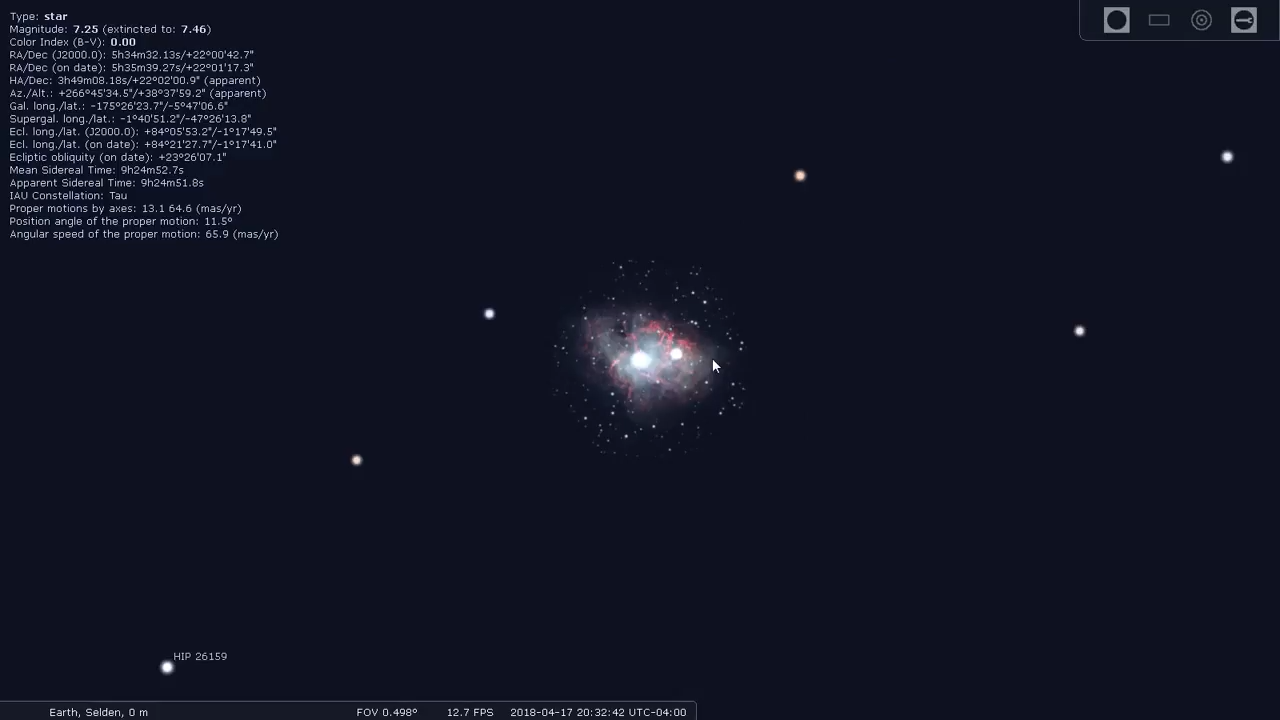 Type: star
Magnitude: 7.25 (extincted to: 7.46)
Color Index (B-V): 0.00
RA/Dec (J2000.0): 5h34m32.13s/+22°00'42.7"
RA/Dec (on date): 5h35m39.27s/+22°01'17.3"
HA/Dec: 3h49m08.18s/+22°02'00.9" (apparent)
Az./Alt.: +266°45'34.5"/+38°37'59.2" (apparent)
Gal. long./lat.: -175°26'23.7"/-5°47'06.6"
Supergal. long./lat.: -1°40'51.2"/-47°26'13.8"
Ecl. long./lat. (J2000.0): +84°05'53.2"/-1°17'49.5"
Ecl. long./lat. (on date): +84°21'27.7"/-1°17'41.0"
Ecliptic obliquity (on date): +23°26'07.1"
Mean Sidereal Time: 9h24m52.7s
Apparent Sidereal Time: 9h24m51.8s
IAU Constellation: Tau
Proper motions by axes: 13.1 64.6 (mas/yr)
Position angle of the proper motion: 11.5°
Angular speed of the proper motion: 65.9 (mas/yr)
HIP 26159
Earth, Selden, 0 m FOV 0.498° 12.7 FPS 2018-04-17 20:32:42 UTC-04:00